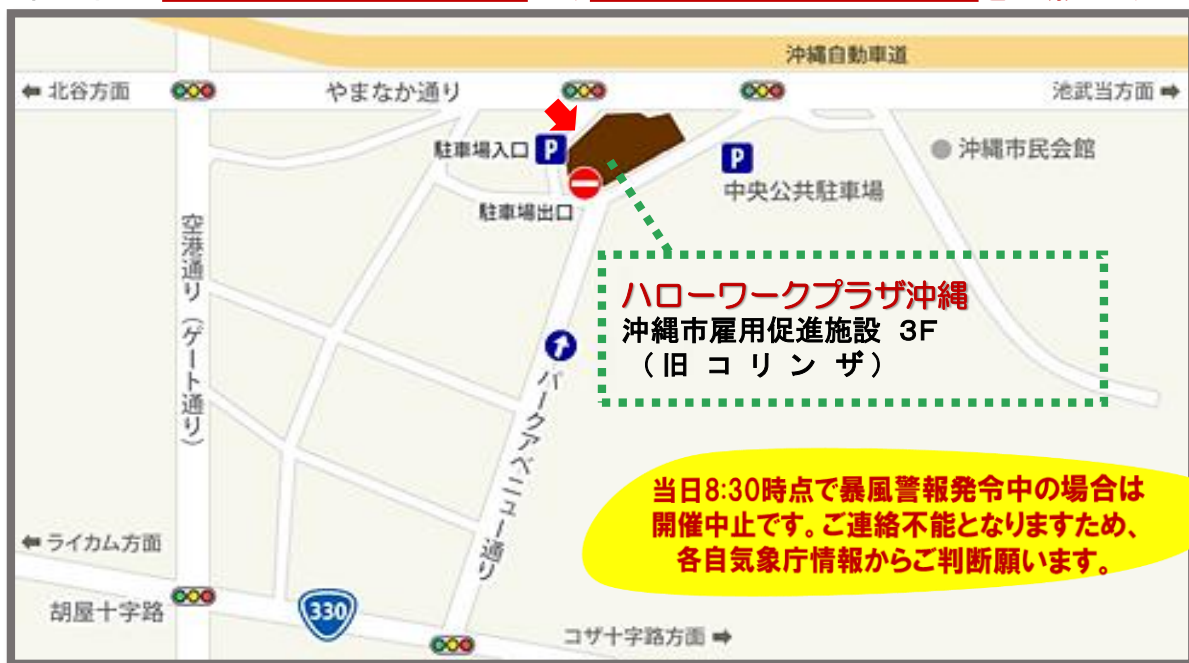 沖縄自動車道
⬅ 北谷方面
やまなか通り
池武当方面 ➡
駐車場入口 P
P
沖縄市民会館
中央公共駐車場
駐車場出口
空港通り（ゲート通り）
ハローワークプラザ沖縄
沖縄市雇用促進施設 3F
（旧 コ リ ン ザ）
パークアベニュー通り
当日8:30時点で暴風警報発令中の場合は
開催中止です。ご連絡不能となりますため、
各自気象庁情報からご判断願います。
⬅ ライカム方面
胡屋十字路
330
コザ十字路方面 ➡